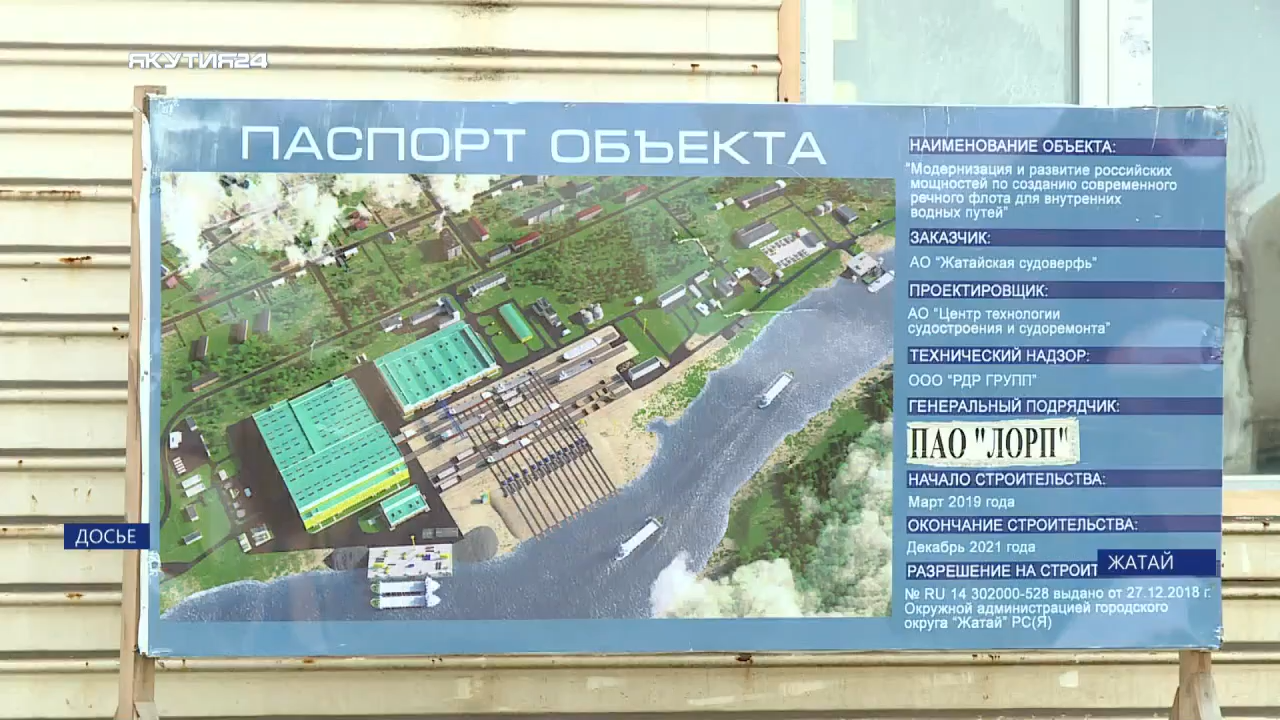 ЯКУТИЯ24
ПАСПОРТ ОБЪЕКТА
НАИМЕНОВАНИЕ ОБЪЕКТА:
"Модернизация и развитие российских
мощностей по созданию современного
речного флота для внутренних
водных путей"
ЗАКАЗЧИК:
АО "Жатайская судоверфь"
ПРОЕКТИРОВЩИК:
АО "Центр технологии
судостроения и судоремонта"
ТЕХНИЧЕСКИЙ НАДЗОР:
ООО "РДР ГРУПП"
ГЕНЕРАЛЬНЫЙ ПОДРЯДЧИК:
ПАО "ЛОРП"
НАЧАЛО СТРОИТЕЛЬСТВА:
Март 2019 года
ОКОНЧАНИЕ СТРОИТЕЛЬСТВА:
Декабрь 2021 года
РАЗРЕШЕНИЕ НА СТРОИТ
№ RU 14 302000-528 выдано от 27.12.2018 г.
Окружной администрацией городского
округа "Жатай" РС(Я)
ДОСЬЕ
ЖАТАЙ